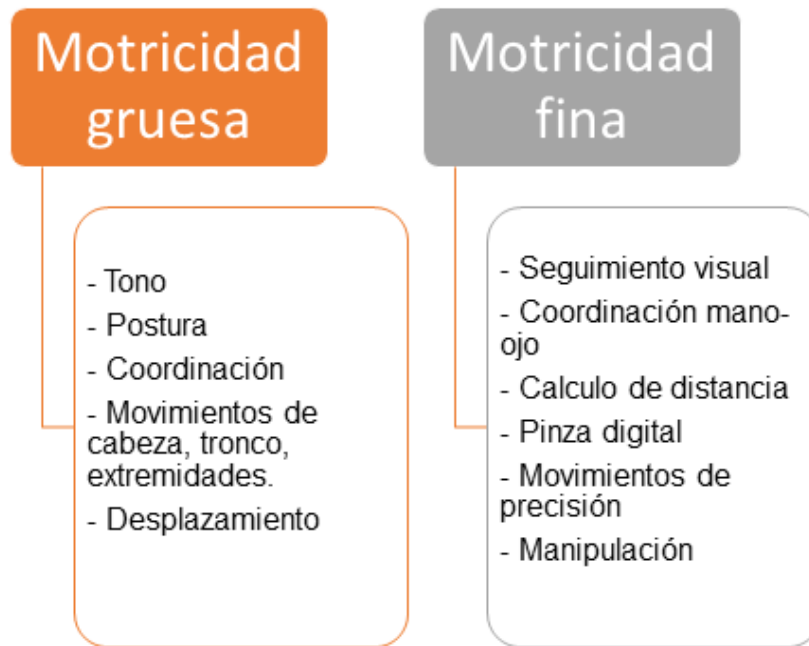 Motricidad
gruesa
- Tono
- Postura
- Coordinación
- Movimientos de
cabeza, tronco,
extremidades.
- Desplazamiento
Motricidad
fina
- Seguimiento visual
- Coordinación mano-
ojo
- Calculo de distancia
- Pinza digital
- Movimientos de
precisión
- Manipulación